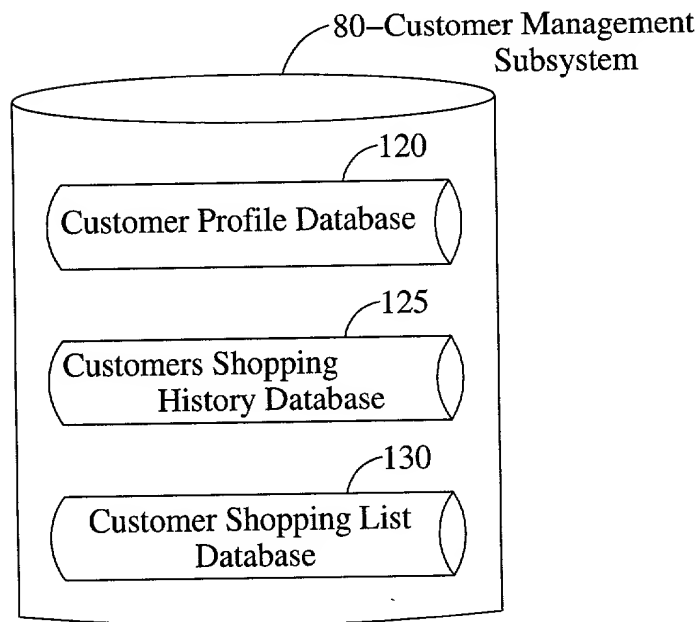 80–Customer Management
Subsystem
120
Customer Profile Database
125
Customers Shopping
History Database
130
Customer Shopping List
Database